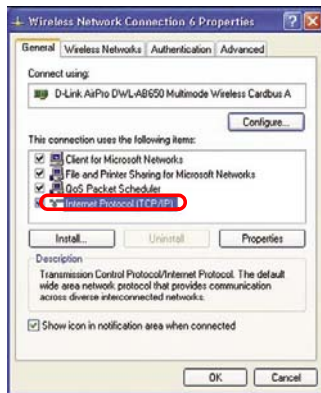 Wireless Network Connection 6 Properties
General Wireless Networks Authentication Advanced
Connect using:
D-Link AirPro DWL-AB650 Multimode Wireless Cardbus A
Configure...
This connection uses the following items:
Client for Microsoft Networks
File and Printer Sharing for Microsoft Networks
QoS Packet Scheduler
Internet Protocol (TCP/IP)
Install... Uninstall Properties
Description
Transmission Control Protocol/Internet Protocol. The default
wide area network protocol that provides communication
across diverse interconnected networks.
Show icon in notification area when connected
OK Cancel